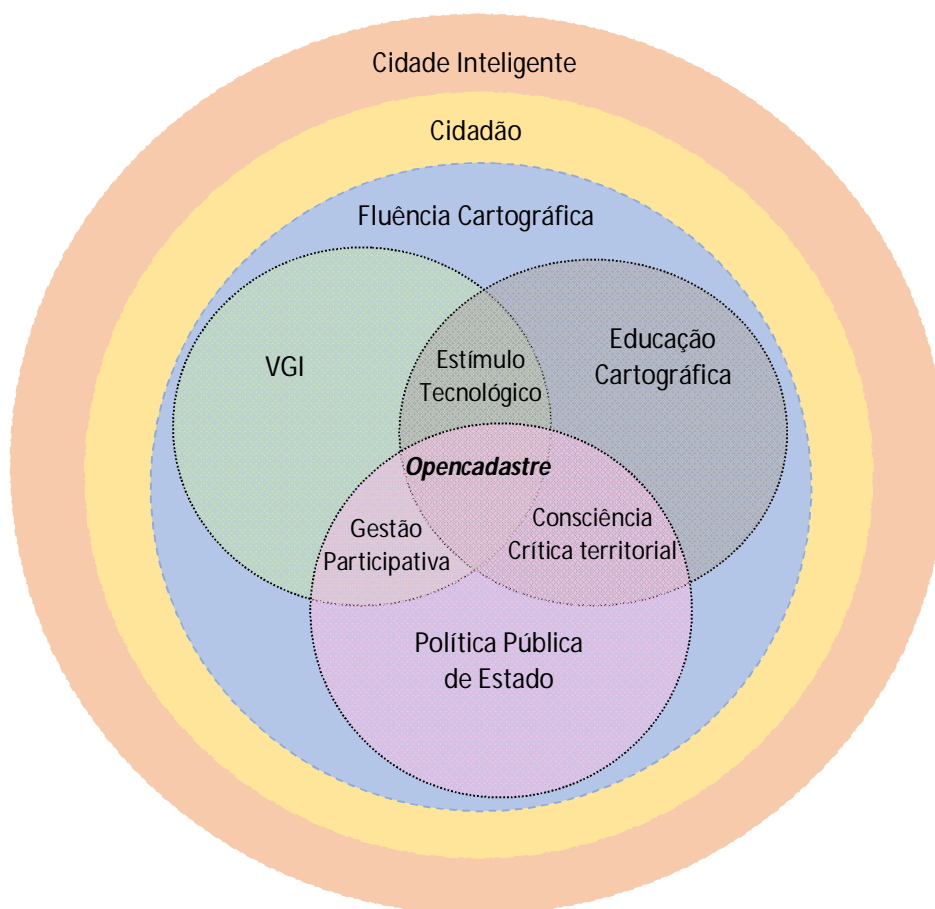 Cidade Inteligente
Cidadão
Fluência Cartográfica
VGI
Estímulo
Tecnológico
Educação
Cartográfica
Opencadastre
Gestão
Participativa
Consciência
Crítica territorial
Política Pública
de Estado